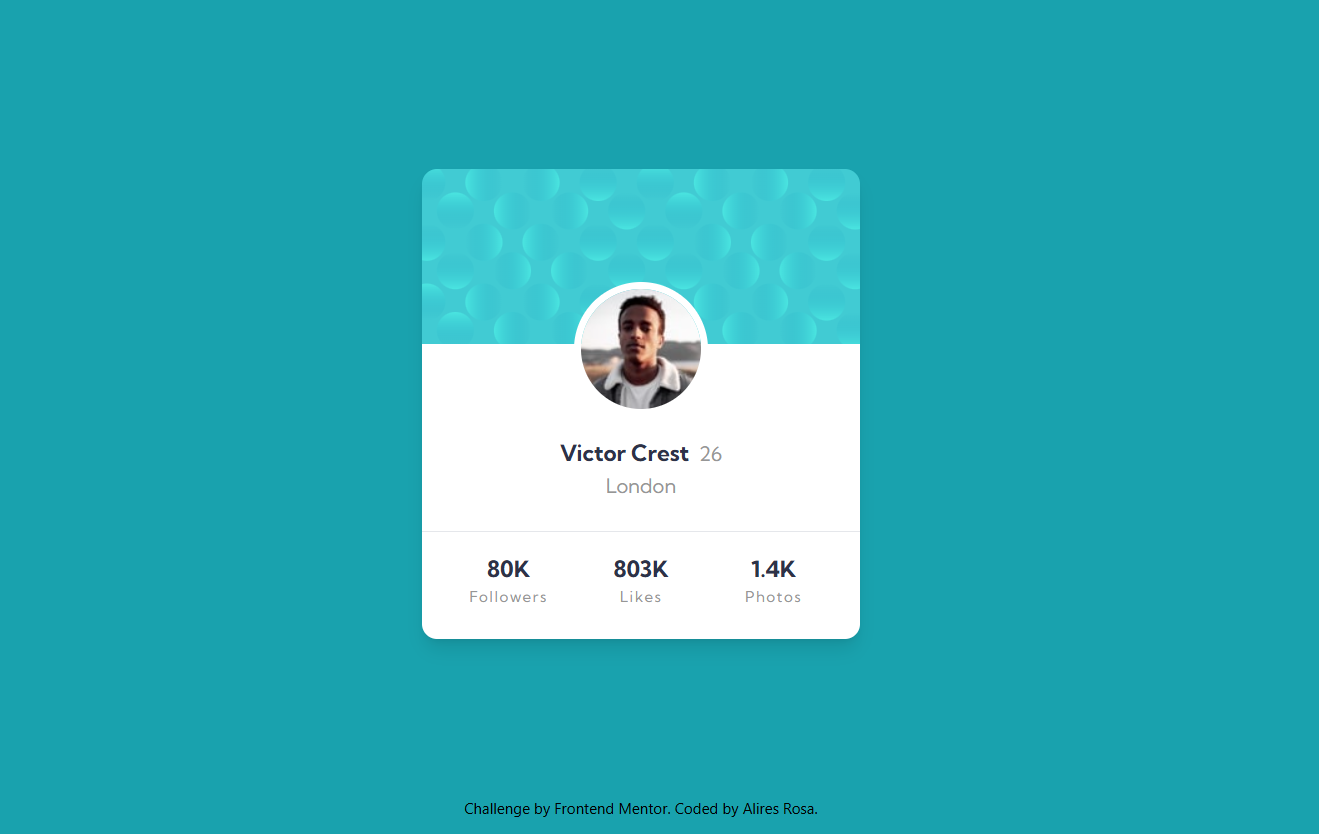 Victor Crest 26
London
80K 803K 1.4K
Followers Likes Photos
Challenge by Frontend Mentor. Coded by Alires Rosa.